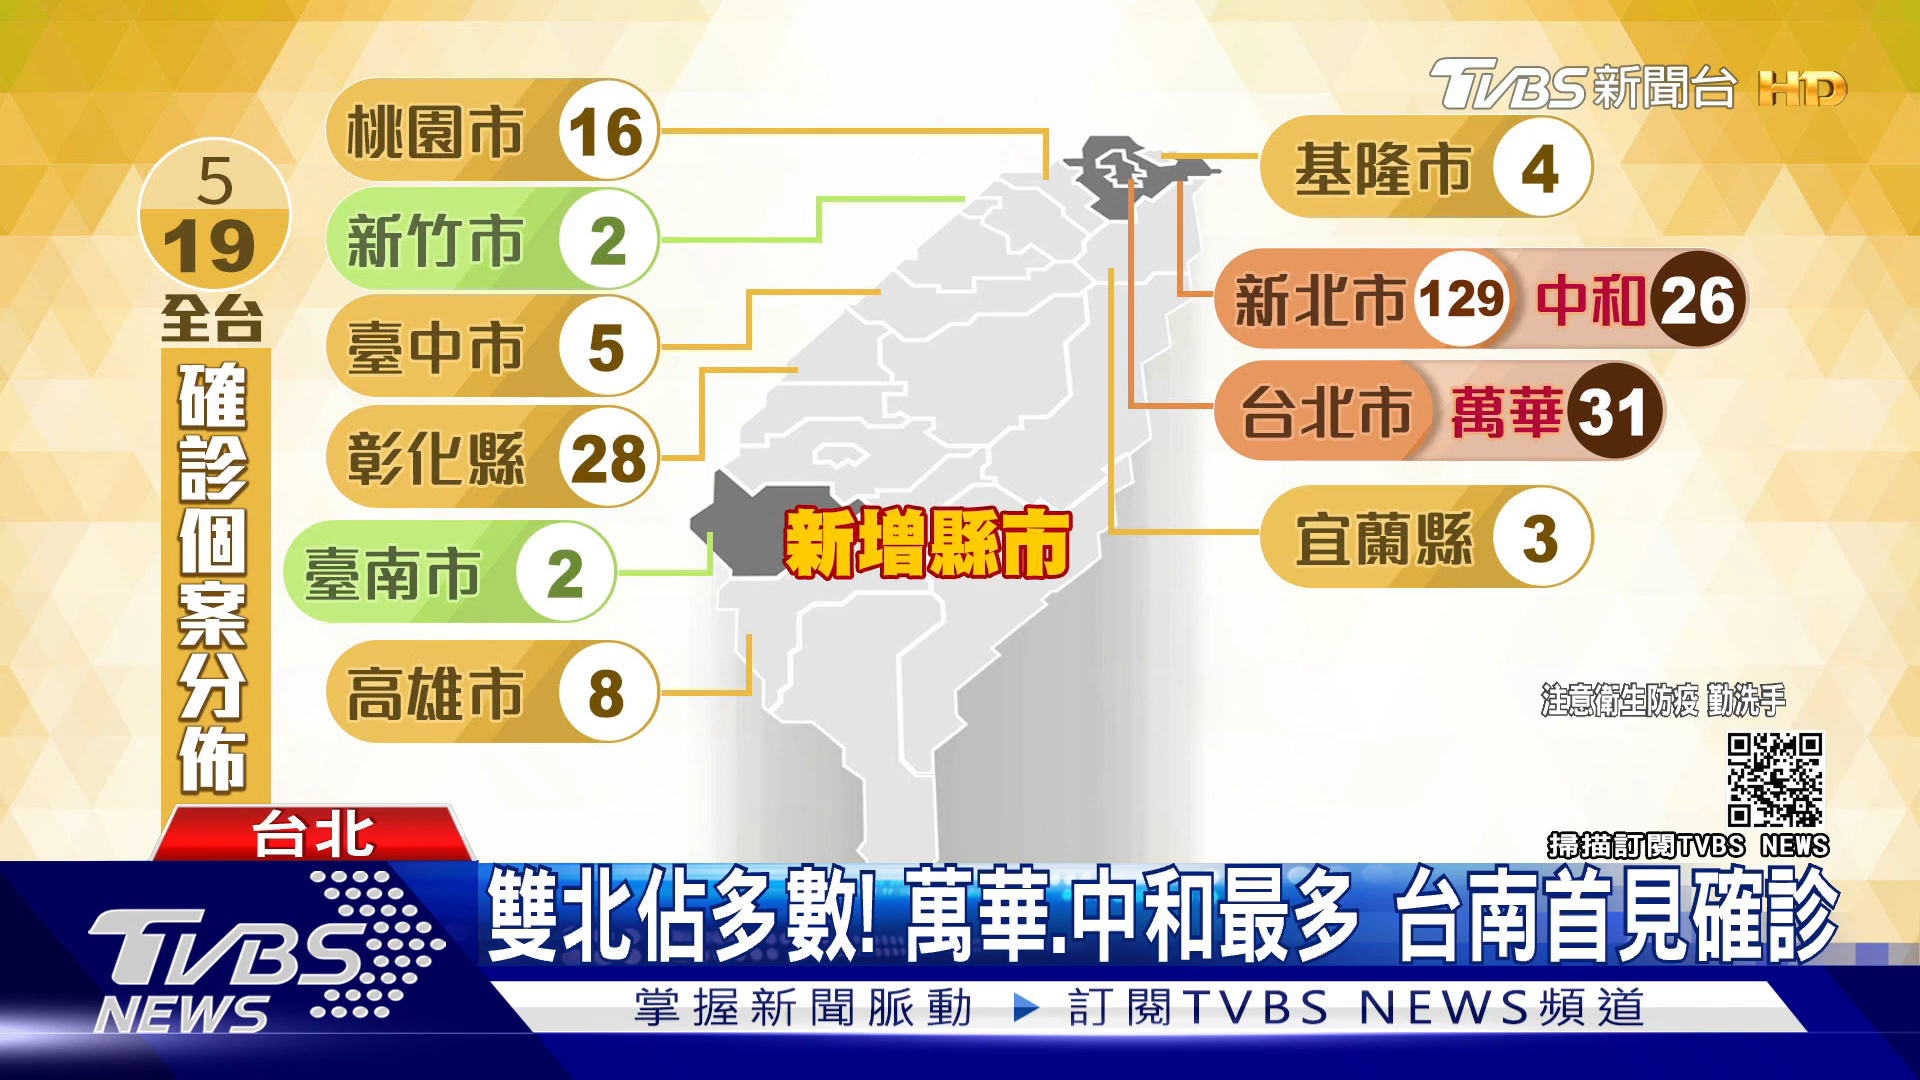 TVBS新聞台 HD
5
19
全台
確診個案分佈
桃園市 16
新竹市 2
臺中市 5
彰化縣 28
臺南市 2
高雄市 8
新增縣市
基隆市 4
新北市 129 中和 26
台北市 萬華 31
宜蘭縣 3
注意衛生防疫 勤洗手
掃描訂閱TVBS NEWS
台北
雙北佔多數! 萬華.中和最多 台南首見確診
TVBS
NEWS
掌握新聞脈動 ▶ 訂閱TVBS NEWS頻道